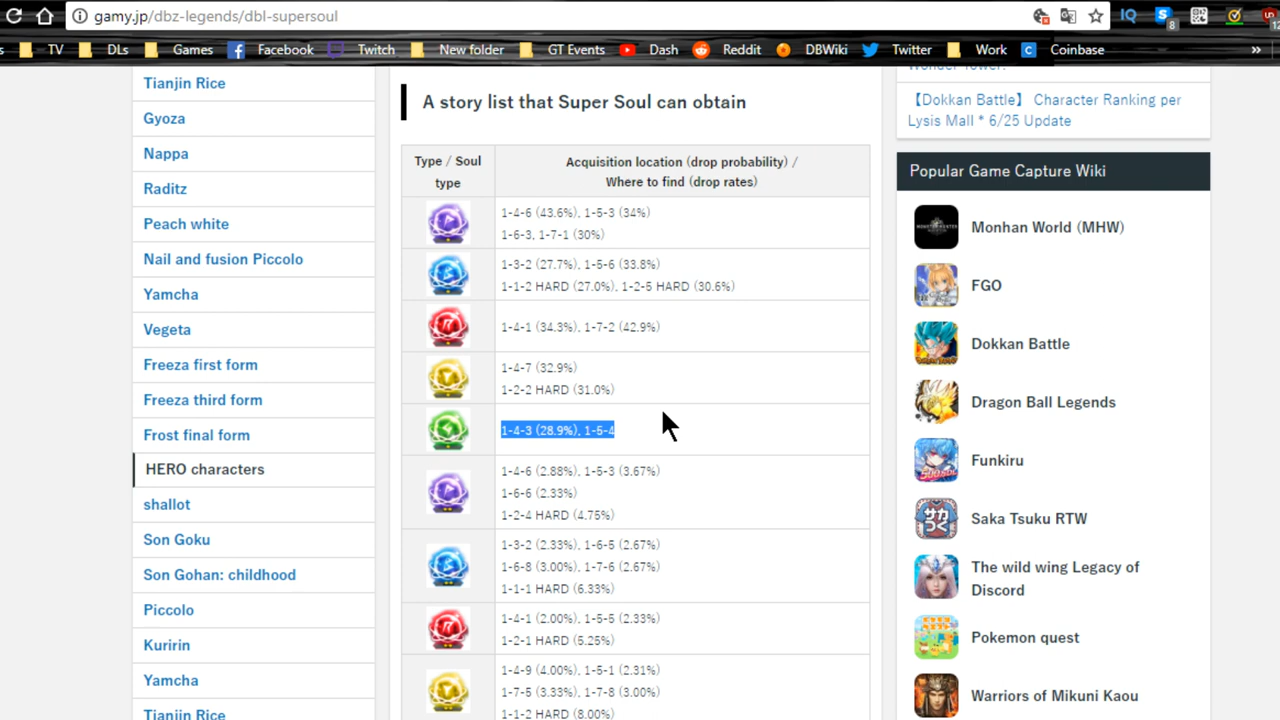 gamy.jp/dbz-legends/dbl-supersoul
IQ
8
12
s TV DLs Games Facebook Twitch New folder GT Events Dash Reddit DBWiki Twitter Work Coinbase »
Tianjin Rice
Gyoza
Nappa
Raditz
Peach white
Nail and fusion Piccolo
Yamcha
Vegeta
Freeza first form
Freeza third form
Frost final form
HERO characters
shallot
Son Goku
Son Gohan: childhood
Piccolo
Kuririn
Yamcha
Tianjin Rice
A story list that Super Soul can obtain
Type / Soul type
Acquisition location (drop probability) /
Where to find (drop rates)
1-4-6 (43.6%), 1-5-3 (34%)
1-6-3, 1-7-1 (30%)
1-3-2 (27.7%), 1-5-6 (33.8%)
1-1-2 HARD (27.0%), 1-2-5 HARD (30.6%)
1-4-1 (34.3%), 1-7-2 (42.9%)
1-4-7 (32.9%)
1-2-2 HARD (31.0%)
1-4-3 (28.9%), 1-5-4
1-4-6 (2.88%), 1-5-3 (3.67%)
1-6-6 (2.33%)
1-2-4 HARD (4.75%)
1-3-2 (2.33%), 1-6-5 (2.67%)
1-6-8 (3.00%), 1-7-6 (2.67%)
1-1-1 HARD (6.33%)
1-4-1 (2.00%), 1-5-5 (2.33%)
1-2-1 HARD (5.25%)
1-4-9 (4.00%), 1-5-1 (2.31%)
1-7-5 (3.33%), 1-7-8 (3.00%)
1-1-2 HARD (8.00%)
Wonder Tower.
【Dokkan Battle】 Character Ranking per
Lysis Mall * 6/25 Update
Popular Game Capture Wiki
Monhan World (MHW)
FGO
Dokkan Battle
Dragon Ball Legends
Funkiru
Saka Tsuku RTW
The wild wing Legacy of
Discord
Pokemon quest
Warriors of Mikuni Kaou